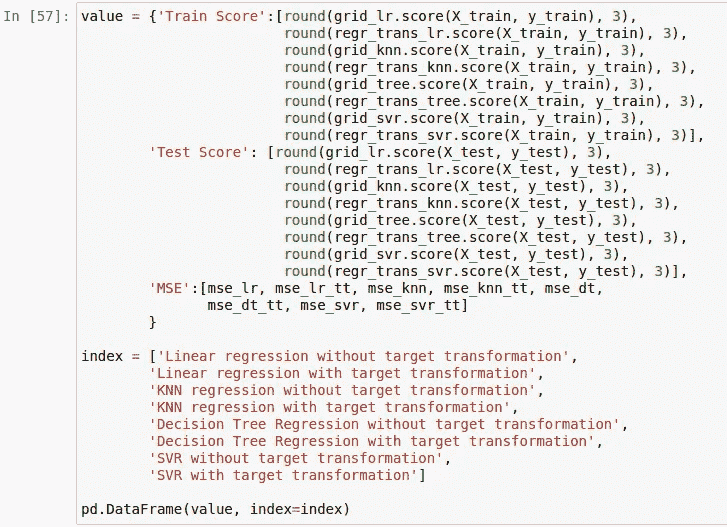 In [57]: value = {'Train Score':[round(grid_lr.score(X_train, y_train), 3),
round(regr_trans_lr.score(X_train, y_train), 3),
round(grid_knn.score(X_train, y_train), 3),
round(regr_trans_knn.score(X_train, y_train), 3),
round(grid_tree.score(X_train, y_train), 3),
round(regr_trans_tree.score(X_train, y_train), 3),
round(grid_svr.score(X_train, y_train), 3),
round(regr_trans_svr.score(X_train, y_train), 3)],
'Test Score': [round(grid_lr.score(X_test, y_test), 3),
round(regr_trans_lr.score(X_test, y_test), 3),
round(grid_knn.score(X_test, y_test), 3),
round(regr_trans_knn.score(X_test, y_test), 3),
round(grid_tree.score(X_test, y_test), 3),
round(regr_trans_tree.score(X_test, y_test), 3),
round(grid_svr.score(X_test, y_test), 3),
round(regr_trans_svr.score(X_test, y_test), 3)],
'MSE':[mse_lr, mse_lr_tt, mse_knn, mse_knn_tt, mse_dt,
mse_dt_tt, mse_svr, mse_svr_tt]
}
index = ['Linear regression without target transformation',
'Linear regression with target transformation',
'KNN regression without target transformation',
'KNN regression with target transformation',
'Decision Tree Regression without target transformation',
'Decision Tree Regression with target transformation',
'SVR without target transformation',
'SVR with target transformation']
pd.DataFrame(value, index=index)